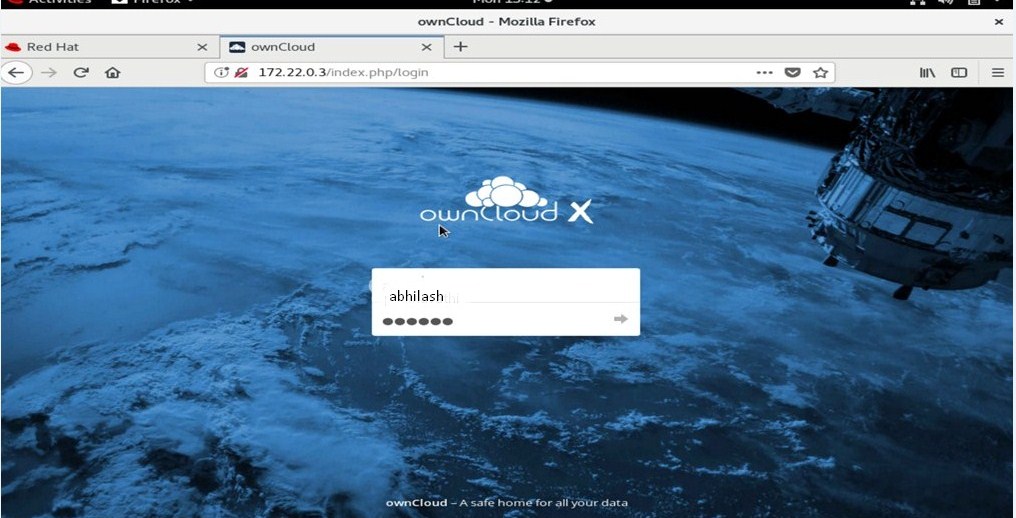 Activities Firefox Mon 15:12
ownCloud - Mozilla Firefox
Red Hat
ownCloud
172.22.0.3/index.php/login
ownCloud X
abhilash
ownCloud – A safe home for all your data